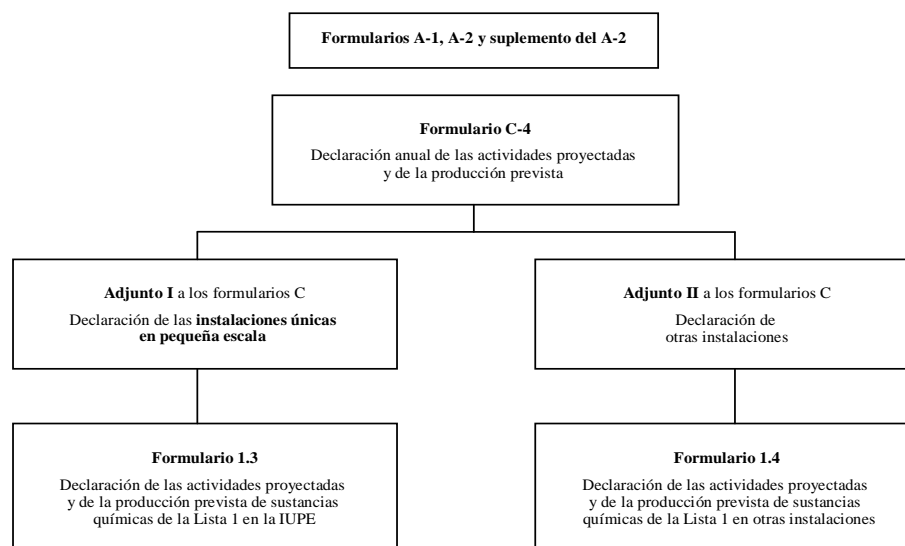 Formularios A-1, A-2 y suplemento del A-2
Formulario C-4
Declaración anual de las actividades proyectadas
y de la producción prevista
Adjunto I a los formularios C
Declaración de las instalaciones únicas
en pequeña escala
Adjunto II a los formularios C
Declaración de
otras instalaciones
Formulario 1.3
Declaración de las actividades proyectadas
y de la producción prevista de sustancias
químicas de la Lista 1 en la IUPE
Formulario 1.4
Declaración de las actividades proyectadas
y de la producción prevista de sustancias
químicas de la Lista 1 en otras instalaciones